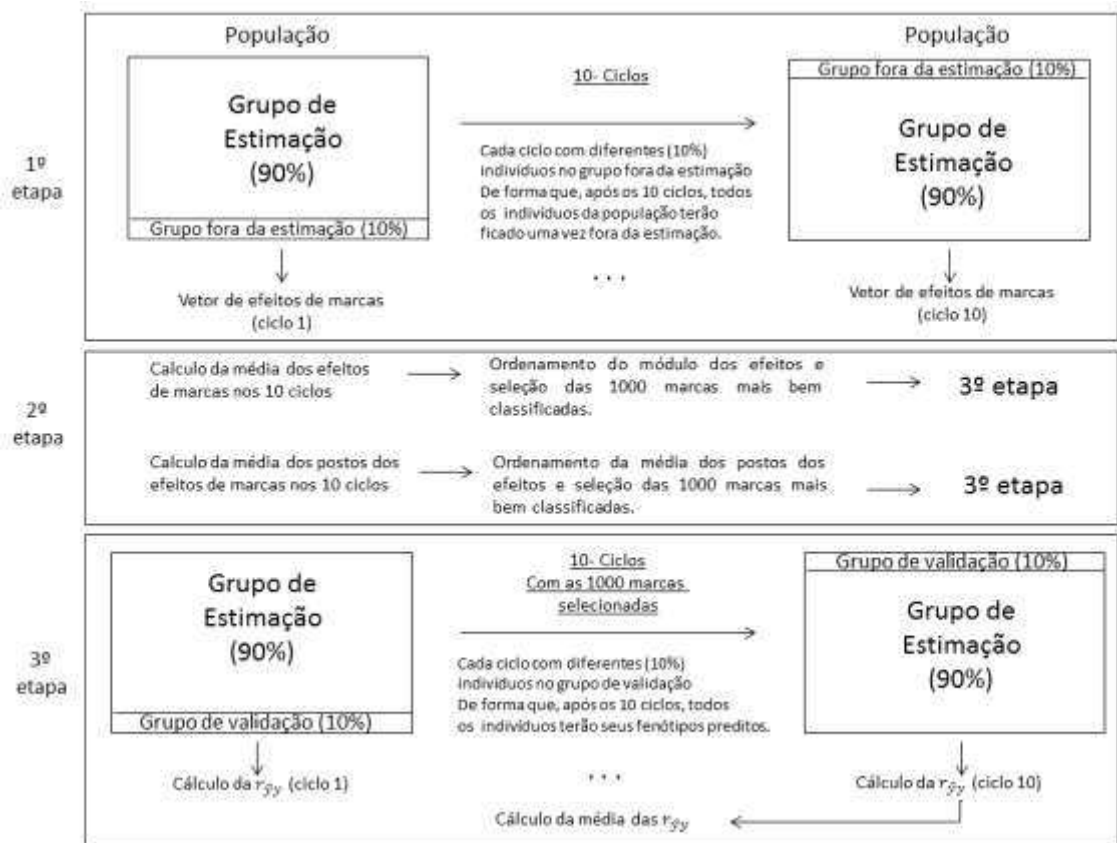 1º
etapa
População
Grupo de
Estimação
(90%)
Grupo fora da estimação (10%)
Vetor de efeitos de marcas
(ciclo 1)
10- Ciclos
Cada ciclo com diferentes (10%)
indivíduos no grupo fora da estimação
De forma que, após os 10 ciclos, todos
os indivíduos da população terão
ficado uma vez fora da estimação.
...
População
Grupo fora da estimação (10%)
Grupo de
Estimação
(90%)
Vetor de efeitos de marcas
(ciclo 10)
2º
etapa
Calculo da média dos efeitos
de marcas nos 10 ciclos
Ordenamento do módulo dos efeitos e
seleção das 1000 marcas mais bem
classificadas.
3º etapa
Calculo da média dos postos dos
efeitos de marcas nos 10 ciclos
Ordenamento da média dos postos dos
efeitos e seleção das 1000 marcas mais
bem classificadas.
3º etapa
3º
etapa
Grupo de
Estimação
(90%)
Grupo de validação (10%)
Cálculo da r_ŷy (ciclo 1)
10- Ciclos
Com as 1000 marcas
selecionadas
Cada ciclo com diferentes (10%)
indivíduos no grupo de validação
De forma que, após os 10 ciclos, todos
os indivíduos terão seus fenótipos preditos.
...
Grupo de validação (10%)
Grupo de
Estimação
(90%)
Cálculo da r_ŷy (ciclo 10)
Cálculo da média das r_ŷy